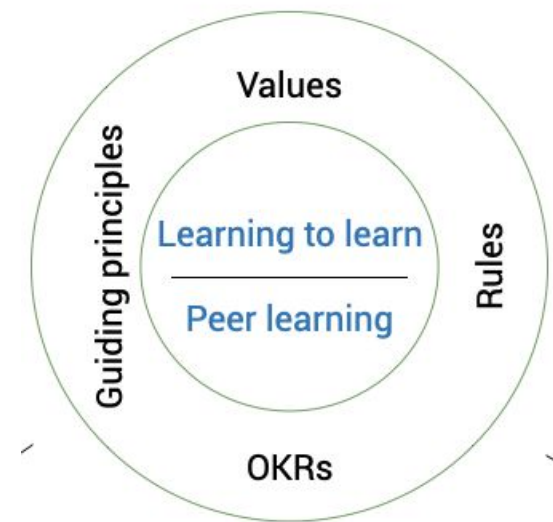 Values
Guiding principles
Learning to learn
Peer learning
Rules
OKRs